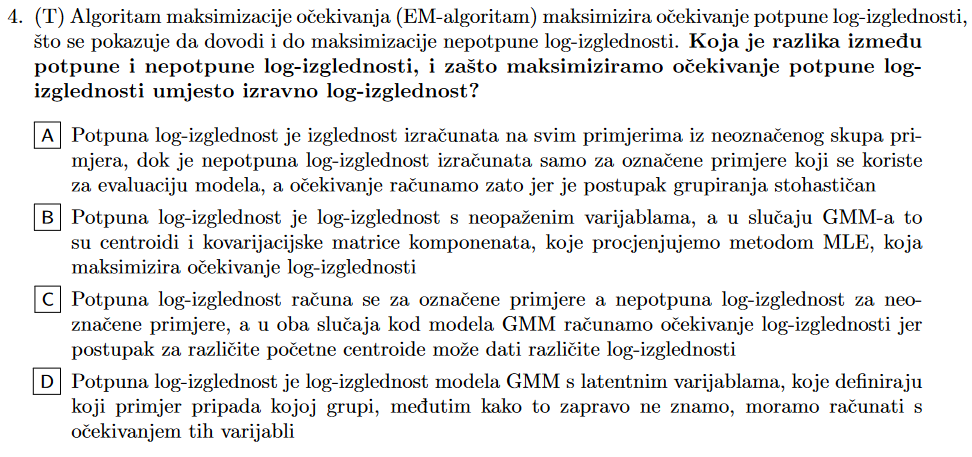 4. (T) Algoritam maksimizacije očekivanja (EM-algoritam) maksimizira očekivanje potpune log-izglednosti,
što se pokazuje da dovodi i do maksimizacije nepotpune log-izglednosti. Koja je razlika između
potpune i nepotpune log-izglednosti, i zašto maksimiziramo očekivanje potpune log-
izglednosti umjesto izravno log-izglednost?
A Potpuna log-izglednost je izglednost izračunata na svim primjerima iz neoznačenog skupa pri-
mjera, dok je nepotpuna log-izglednost izračunata samo za označene primjere koji se koriste
za evaluaciju modela, a očekivanje računamo zato jer je postupak grupiranja stohastičan
B Potpuna log-izglednost je log-izglednost s neopaženim varijablama, a u slučaju GMM-a to
su centroidi i kovarijacijske matrice komponenata, koje procjenjujemo metodom MLE, koja
maksimizira očekivanje log-izglednosti
C Potpuna log-izglednost računa se za označene primjere a nepotpuna log-izglednost za neo-
značene primjere, a u oba slučaja kod modela GMM računamo očekivanje log-izglednosti jer
postupak za različite početne centroide može dati različite log-izglednosti
D Potpuna log-izglednost je log-izglednost modela GMM s latentnim varijablama, koje definiraju
koji primjer pripada kojoj grupi, međutim kako to zapravo ne znamo, moramo računati s
očekivanjem tih varijabli